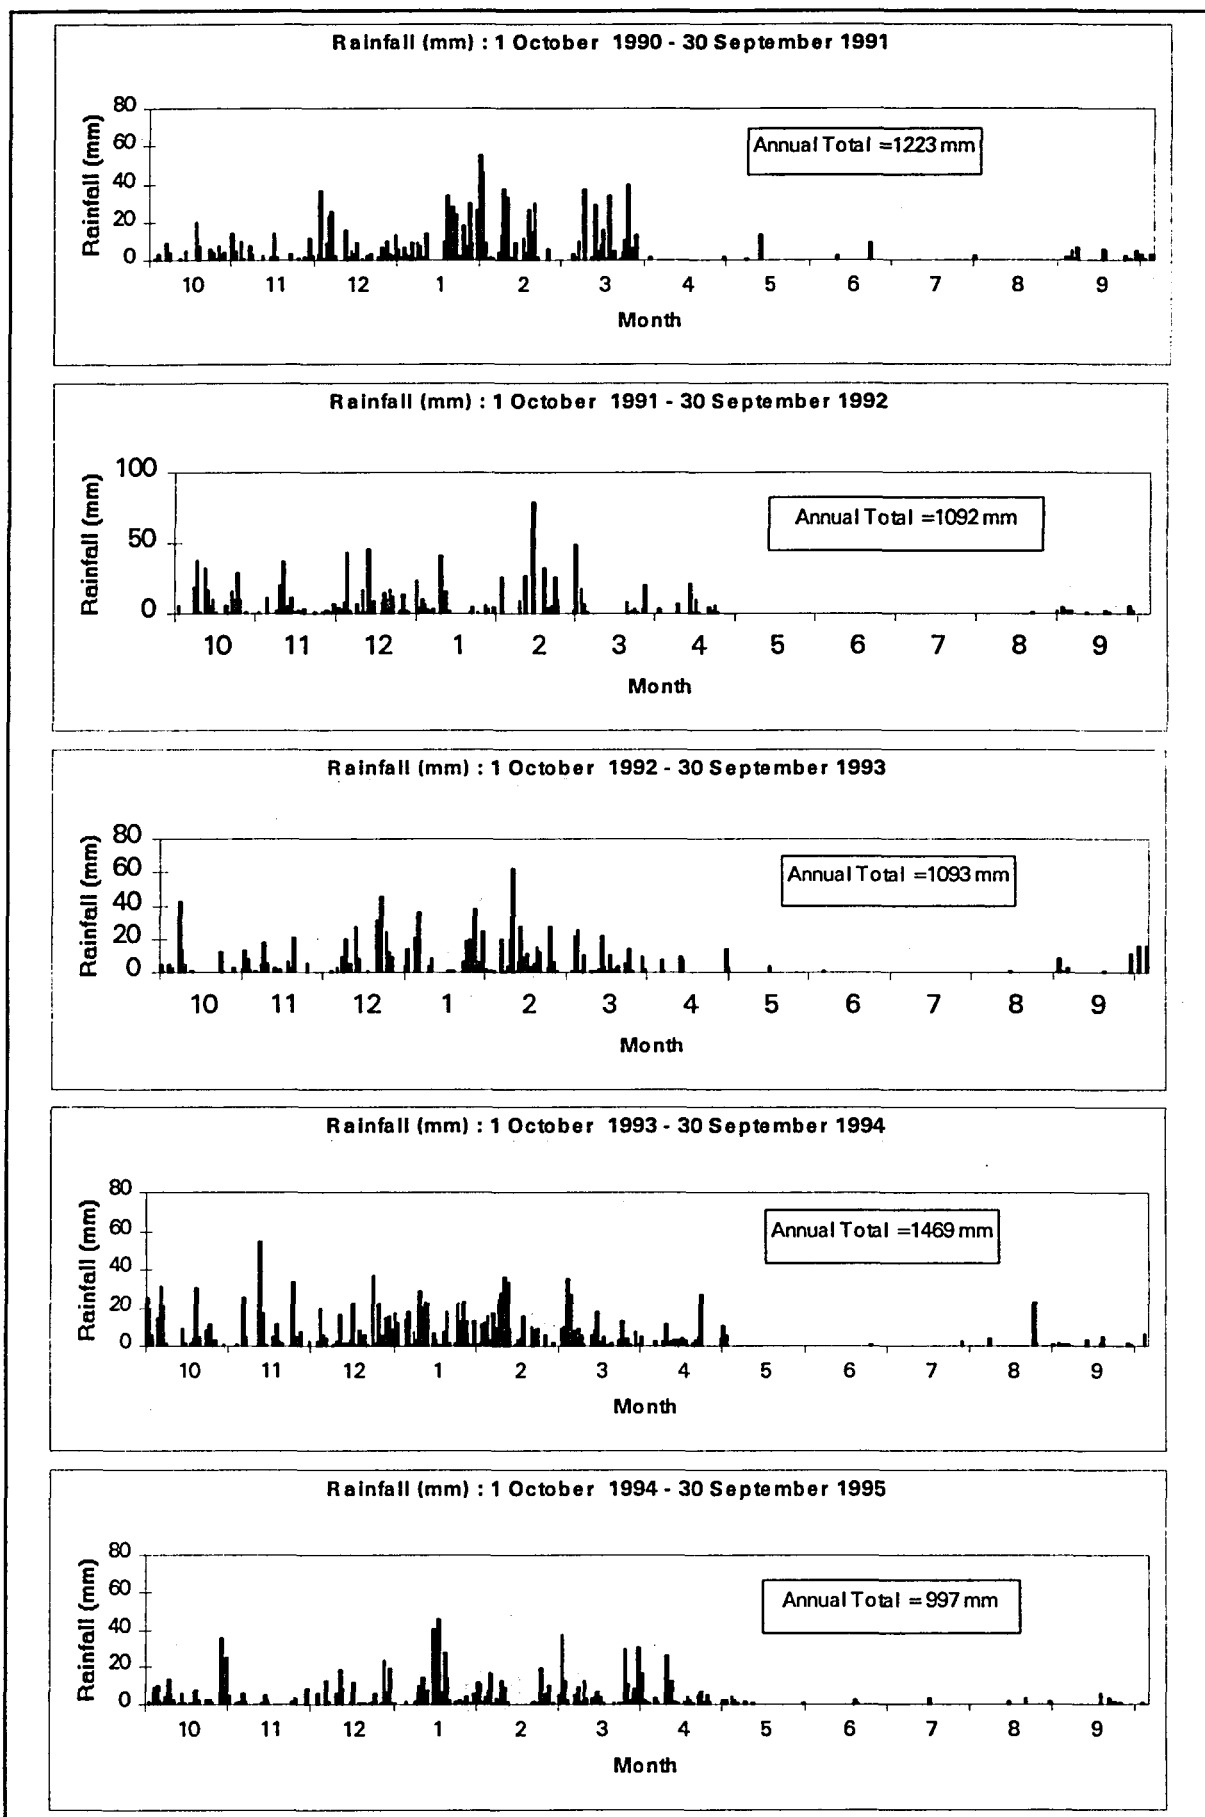 Rainfall (mm) : 1 October 1990 - 30 September 1991
80
60
40
20
0
Rainfall (mm)
Annual Total =1223 mm
10 11 12 1 2 3 4 5 6 7 8 9
Month
Rainfall (mm) : 1 October 1991 - 30 September 1992
100
50
0
Rainfall (mm)
Annual Total =1092 mm
10 11 12 1 2 3 4 5 6 7 8 9
Month
Rainfall (mm) : 1 October 1992 - 30 September 1993
80
60
40
20
0
Rainfall (mm)
Annual Total =1093 mm
10 11 12 1 2 3 4 5 6 7 8 9
Month
Rainfall (mm) : 1 October 1993 - 30 September 1994
80
60
40
20
0
Rainfall (mm)
Annual Total =1469 mm
10 11 12 1 2 3 4 5 6 7 8 9
Month
Rainfall (mm) : 1 October 1994 - 30 September 1995
80
60
40
20
0
Rainfall (mm)
Annual Total = 997 mm
10 11 12 1 2 3 4 5 6 7 8 9
Month